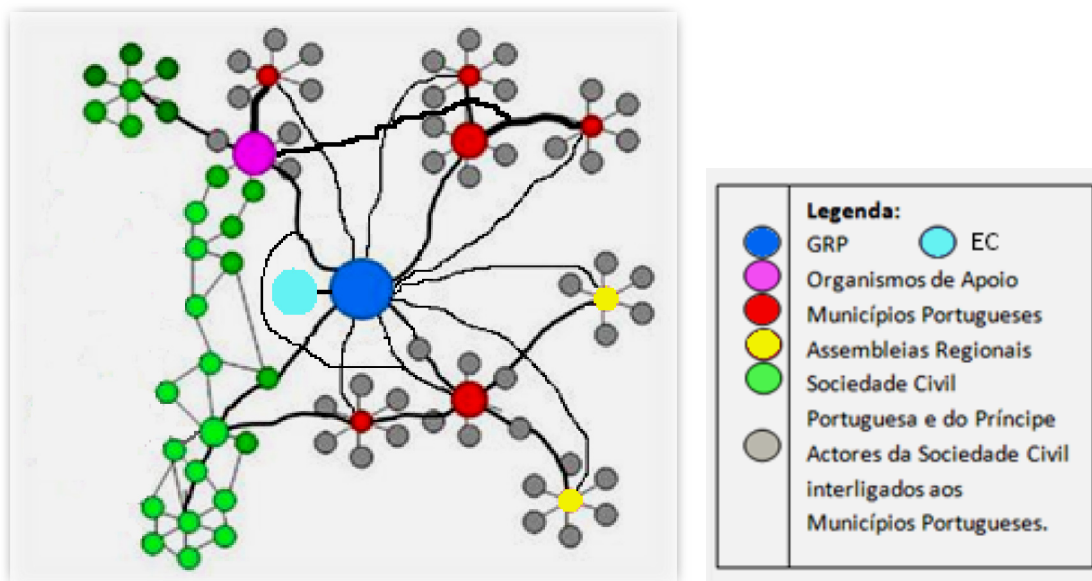 Legenda:
GRP EC
Organismos de Apoio
Municípios Portugueses
Assembleias Regionais
Sociedade Civil
Portuguesa e do Príncipe
Actores da Sociedade Civil
interligados aos
Municípios Portugueses.